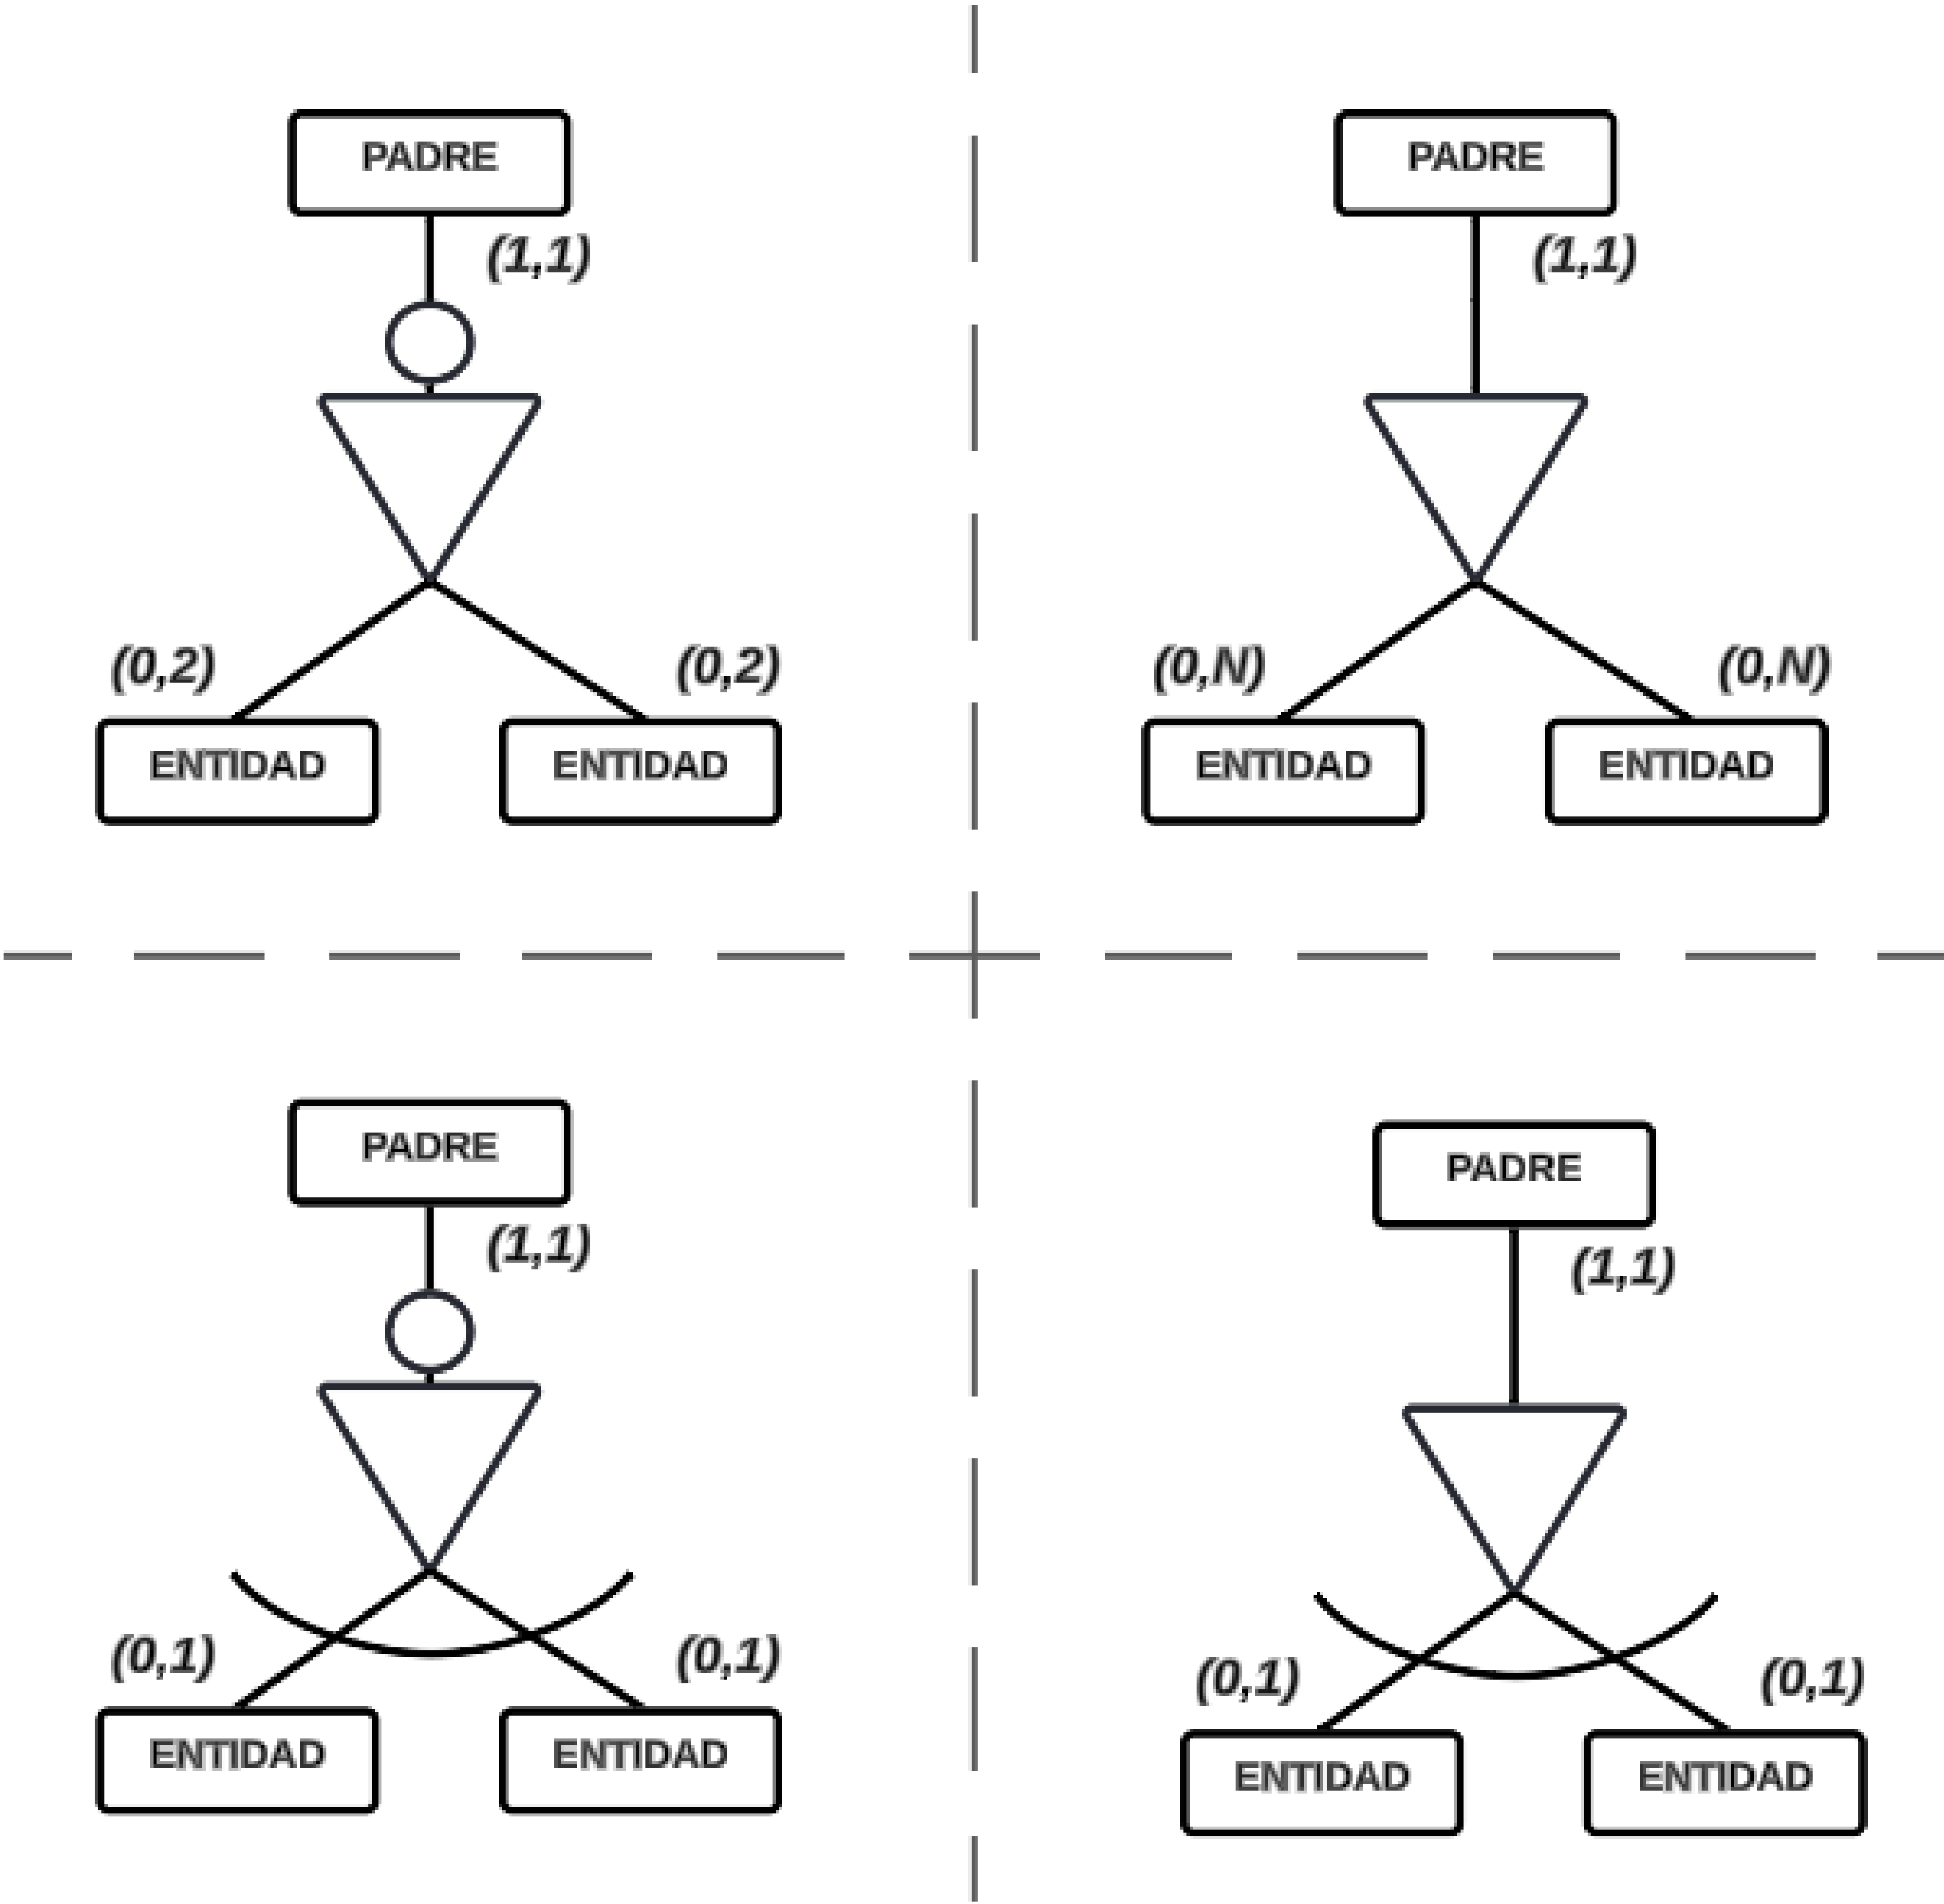 PADRE
(1,1)
(0,2)
(0,2)
ENTIDAD
ENTIDAD
PADRE
(1,1)
(0,N)
(0,N)
ENTIDAD
ENTIDAD
PADRE
(1,1)
(0,1)
(0,1)
ENTIDAD
ENTIDAD
PADRE
(1,1)
(0,1)
(0,1)
ENTIDAD
ENTIDAD